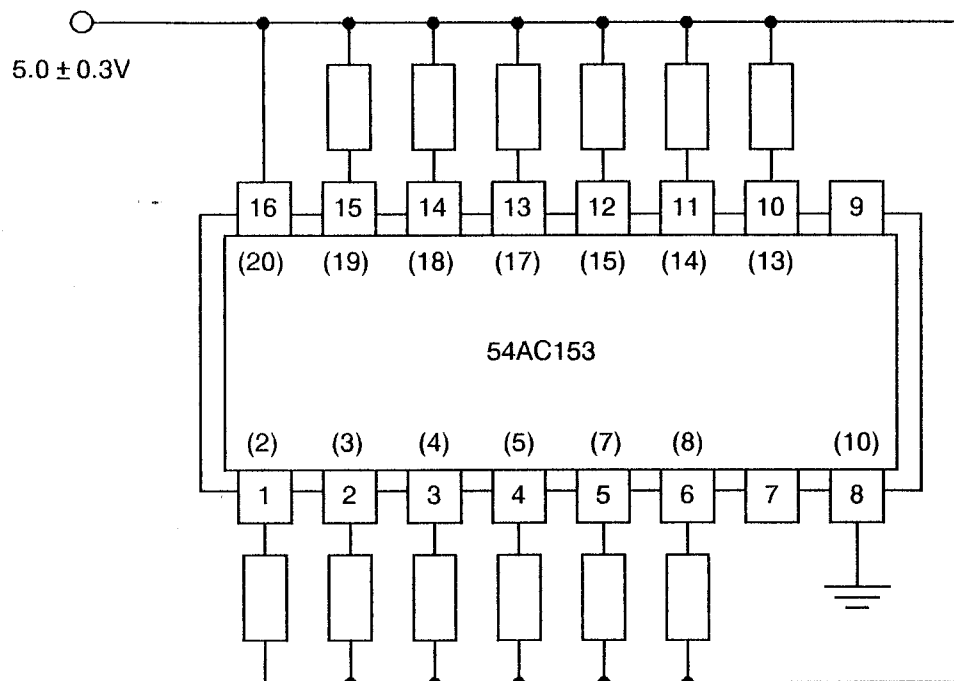 5.0 ± 0.3V
16 15 14 13 12 11 10 9
(20) (19) (18) (17) (15) (14) (13)
54AC153
(2) (3) (4) (5) (7) (8) (10)
1 2 3 4 5 6 7 8